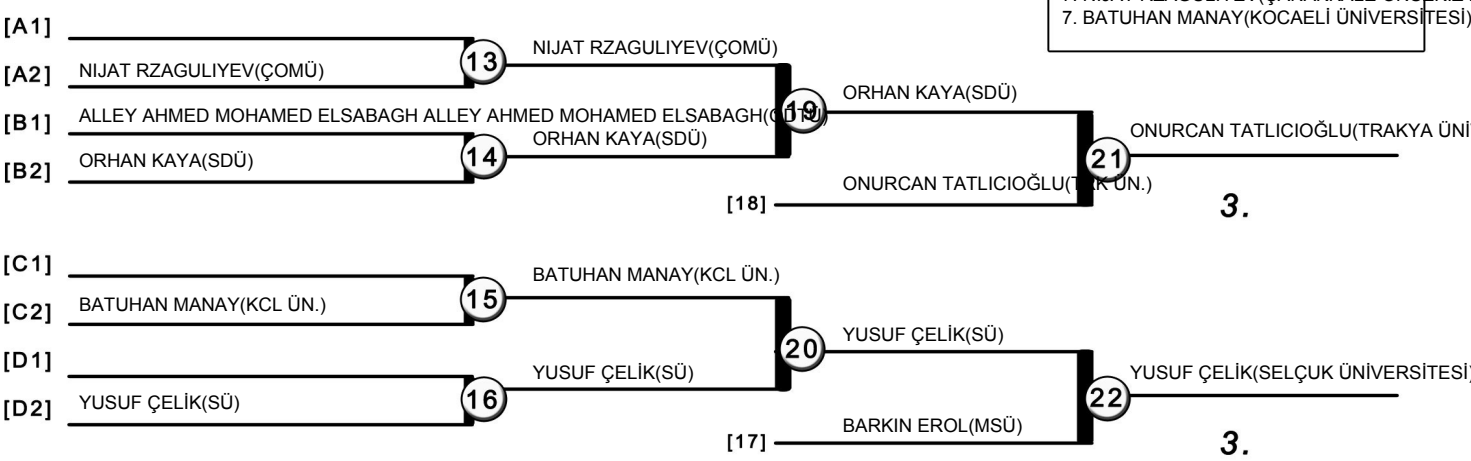 7. BATUHAN MANAY(KOCAELİ ÜNİVERSİTESİ)
[A1]
NIJAT RZAGULIYEV(ÇOMÜ)
13
[A2]
NIJAT RZAGULIYEV(ÇOMÜ)
ORHAN KAYA(SDÜ)
[B1]
ALLEY AHMED MOHAMED ELSABAGH ALLEY AHMED MOHAMED ELSABAGH(ODTÜ)
19
ONURCAN TATLICIOĞLU(TRAKYA
ORHAN KAYA(SDÜ)
14
[B2]
ORHAN KAYA(SDÜ)
21
ONURCAN TATLICIOĞLU(TRK ÜN.)
[18]
3.
[C1]
BATUHAN MANAY(KCL ÜN.)
15
[C2]
BATUHAN MANAY(KCL ÜN.)
YUSUF ÇELİK(SÜ)
20
[D1]
YUSUF ÇELİK(SÜ)
YUSUF ÇELİK(SELÇUK ÜNİVERSİTESİ)
16
[D2]
YUSUF ÇELİK(SÜ)
22
BARKIN EROL(MSÜ)
[17]
3.